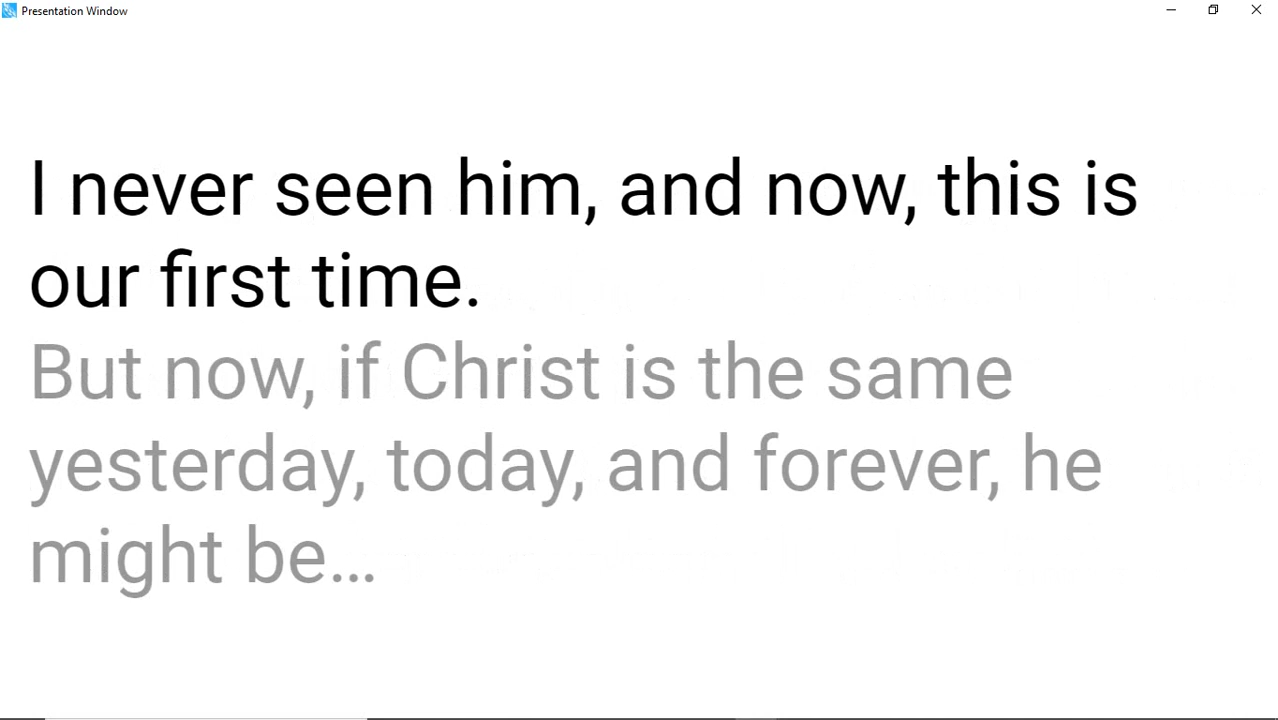 Presentation Window
I never seen him, and now, this is
our first time.
But now, if Christ is the same
yesterday, today, and forever, he
might be...